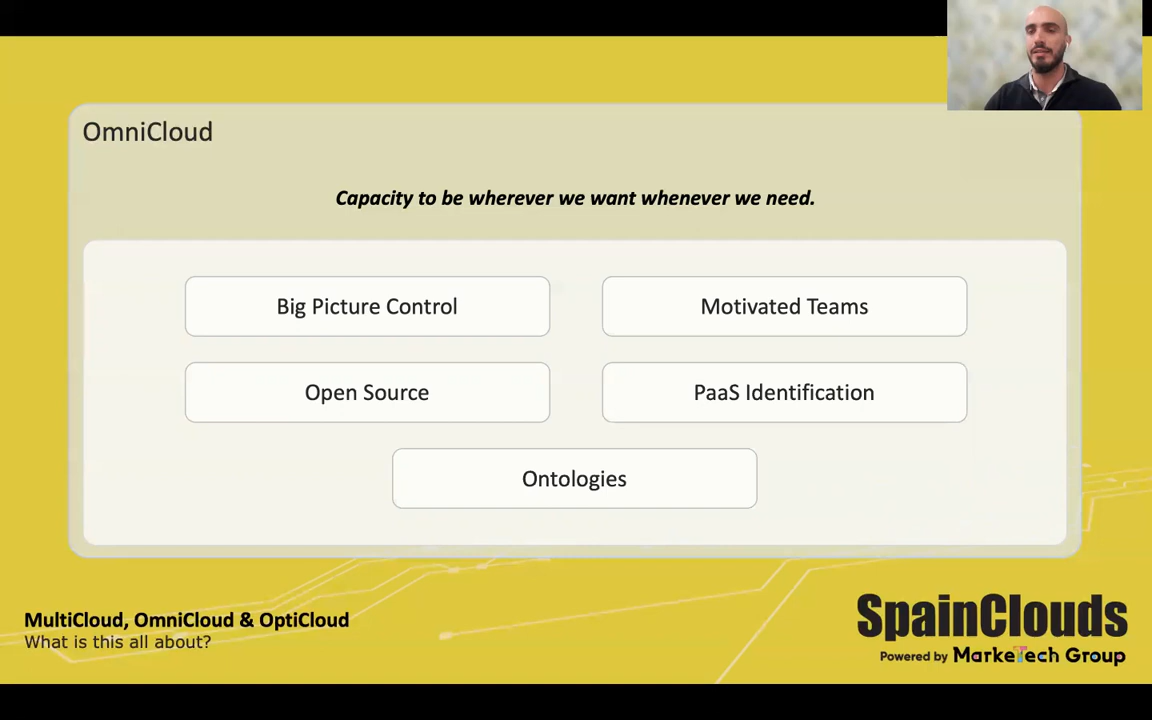 OmniCloud
Capacity to be wherever we want whenever we need.
Big Picture Control
Motivated Teams
Open Source
PaaS Identification
Ontologies
MultiCloud, OmniCloud & OptiCloud
What is this all about?
SpainClouds
Powered by MarkeTech Group